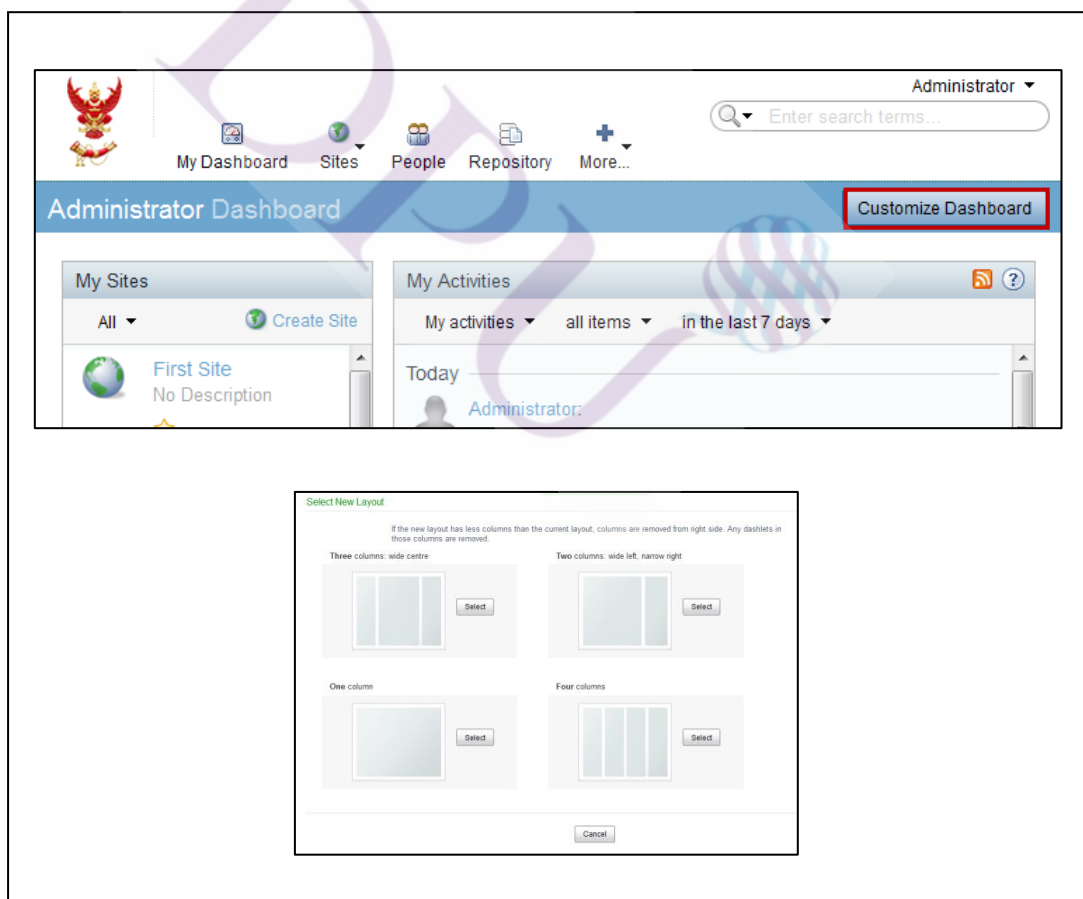 Administrator
Enter search terms...
My Dashboard Sites People Repository More...
Administrator Dashboard Customize Dashboard
My Sites
All Create Site
First Site
No Description
My Activities ?
My activities all items in the last 7 days
Today
Administrator:
DPU
Select New Layout
If the new layout has less columns than the current layout, columns are removed from right side. Any dashlets in
those columns are removed.
Three columns: wide centre
Select
Two columns: wide left, narrow right
Select
One column
Select
Four columns
Select
Cancel